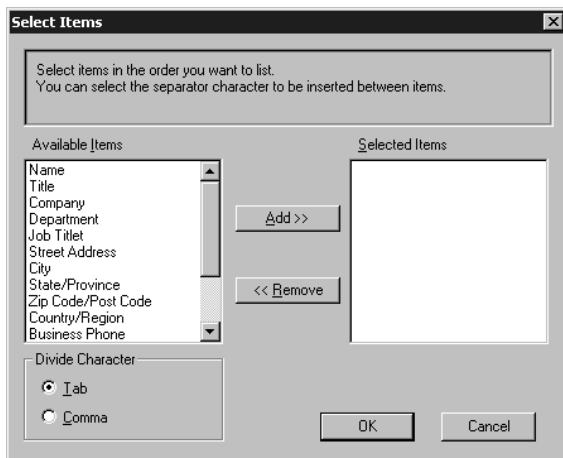 Select Items
Select items in the order you want to list.
You can select the separator character to be inserted between items.
Available Items
Selected Items
Name
Title
Company
Department
Job Titlet
Street Address
City
State/Province
Zip Code/Post Code
Country/Region
Business Phone
Add >>
<< Remove
Divide Character
Tab
Comma
OK
Cancel